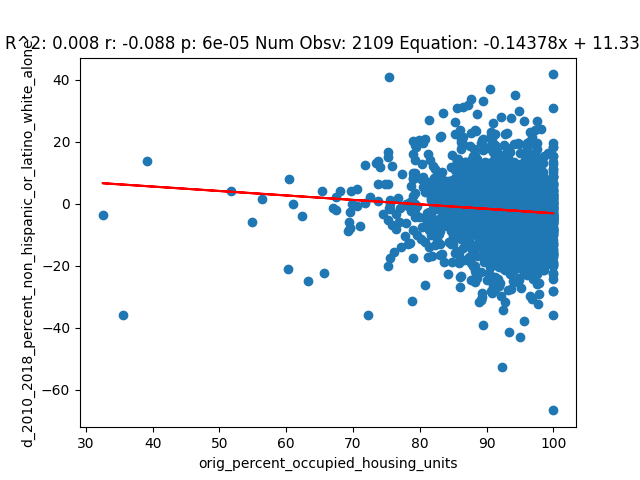 R^2: 0.008 r: -0.088 p: 6e-05 Num Obsv: 2109 Equation: -0.14378x + 11.33
d_2010_2018_percent_non_hispanic_or_latino_white_alone
40
20
0
−20
−40
−60
30 40 50 60 70 80 90 100
orig_percent_occupied_housing_units